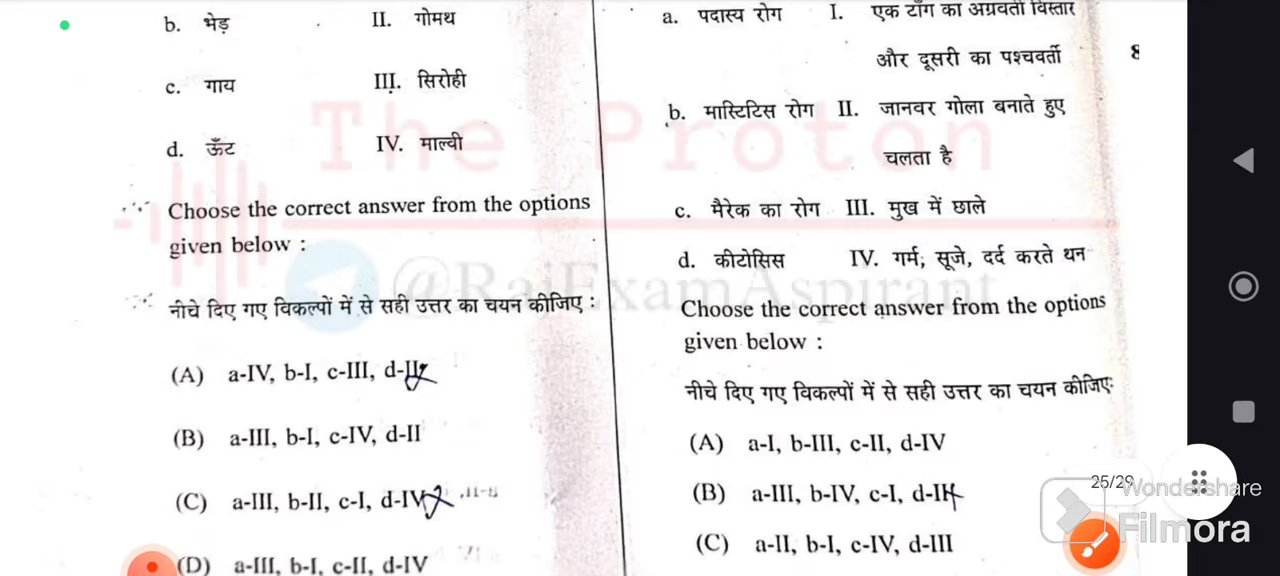 b. भेड़ II. गोमथ
c. गाय III. सिरोही
d. ऊँट IV. माल्वी
Choose the correct answer from the options
given below :
नीचे दिए गए विकल्पों में से सही उत्तर का चयन कीजिए :
(A) a-IV, b-I, c-III, d-II
(B) a-III, b-I, c-IV, d-II
(C) a-III, b-II, c-I, d-IV
(D) a-III, b-I, c-II, d-IV
a. पदास्य रोग I. एक टाँग का अग्रवर्ती विस्तार
और दूसरी का पश्चवर्ती
b. मास्टिटिस रोग II. जानवर गोला बनाते हुए
चलता है
c. मैरेक का रोग III. मुख में छाले
d. कीटोसिस IV. गर्म; सूजे, दर्द करते थन
Choose the correct answer from the options
given below :
नीचे दिए गए विकल्पों में से सही उत्तर का चयन कीजिए:
(A) a-I, b-III, c-II, d-IV
(B) a-III, b-IV, c-I, d-II
(C) a-II, b-I, c-IV, d-III
8
The Proton
@RajExamAspirant
25/29
Wondershare
Filmora